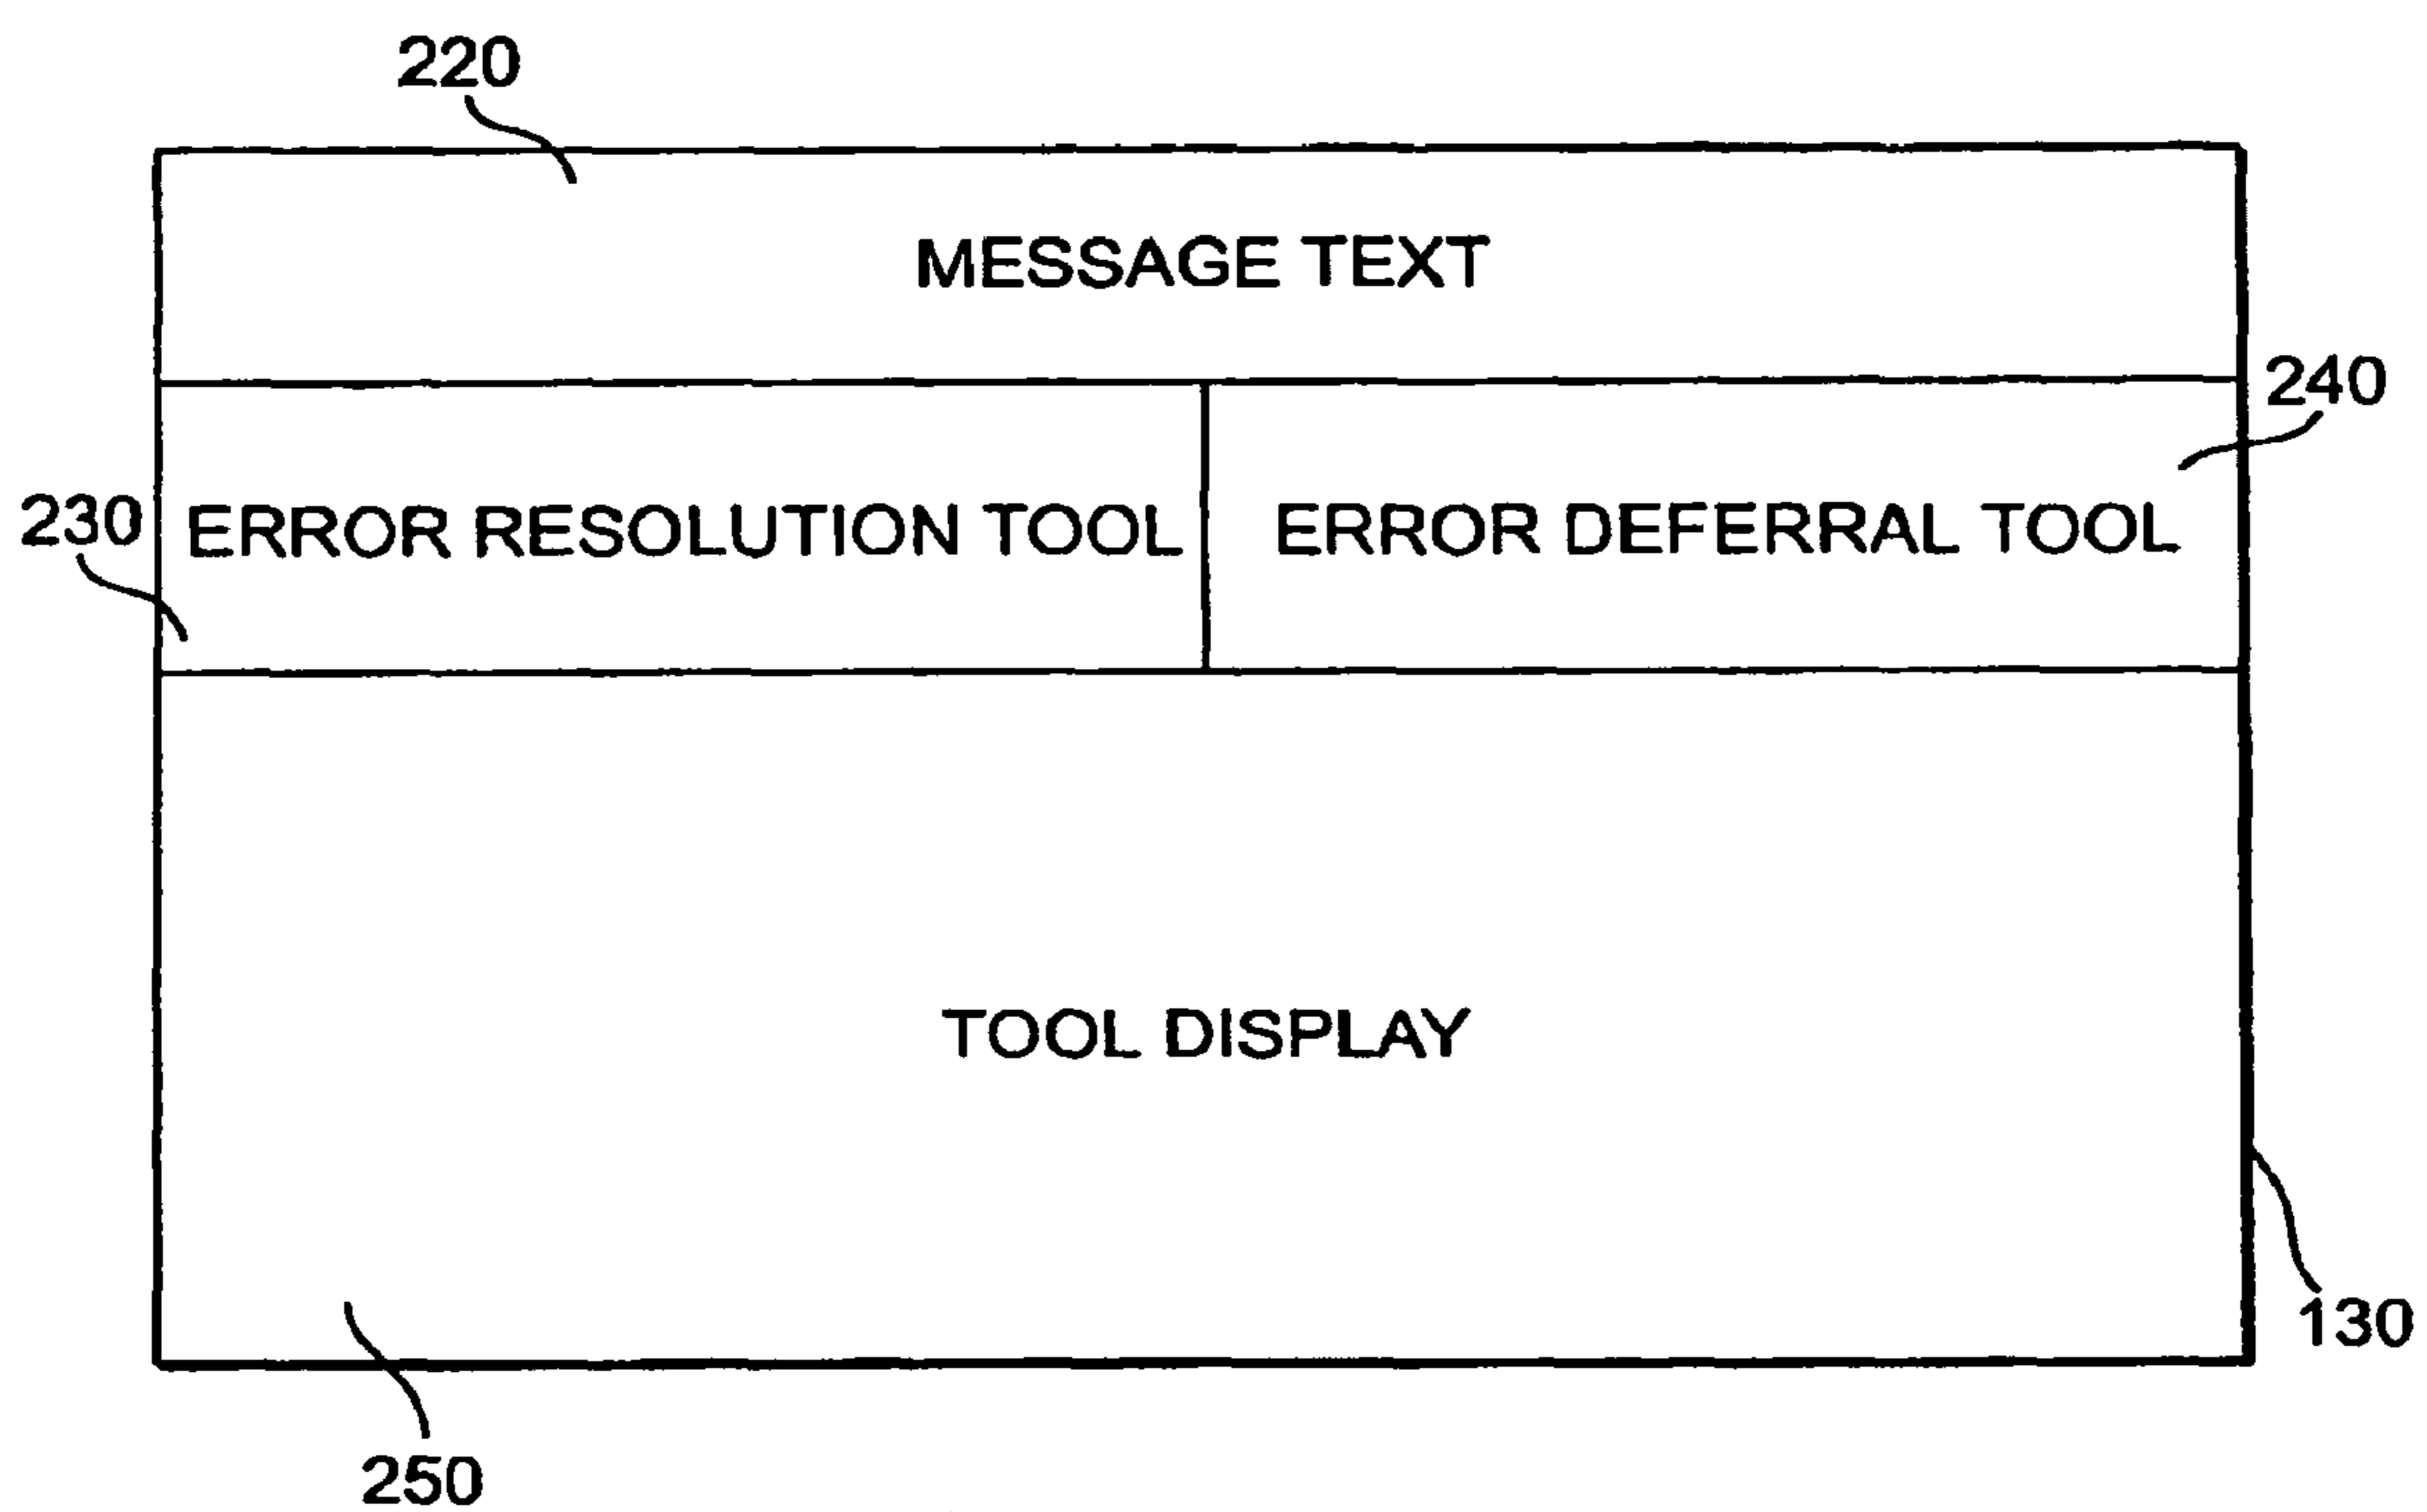 220
MESSAGE TEXT
240
230
ERROR RESOLUTION TOOL
ERROR DEFERRAL TOOL
TOOL DISPLAY
130
250